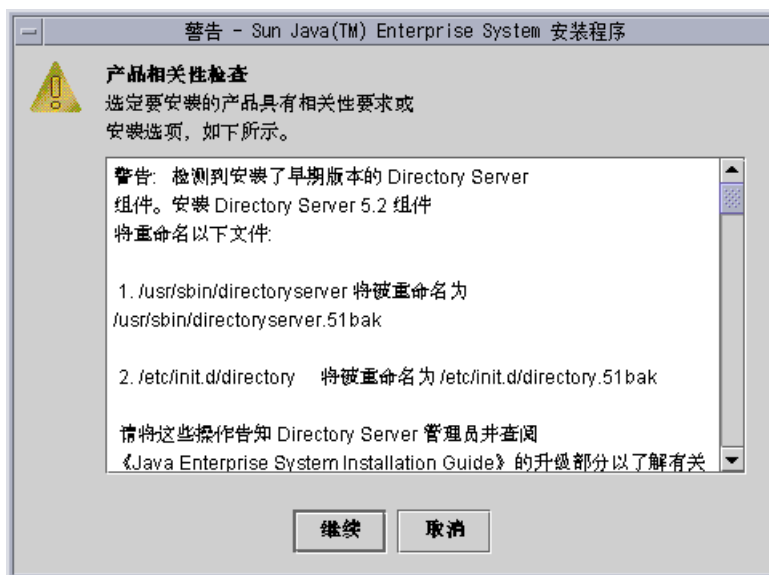 警告 - Sun Java(TM) Enterprise System 安装程序
产品相关性检查
选定要安装的产品具有相关性要求或
安装选项，如下所示。
警告: 检测到安装了早期版本的 Directory Server
组件。安装 Directory Server 5.2 组件
将重命名以下文件:
1. /usr/sbin/directoryserver 将被重命名为
/usr/sbin/directoryserver.51bak
2. /etc/init.d/directory 将被重命名为 /etc/init.d/directory.51bak
请将这些操作告知 Directory Server 管理员并查阅
《Java Enterprise System Installation Guide》的升级部分以了解有关
继续 取消